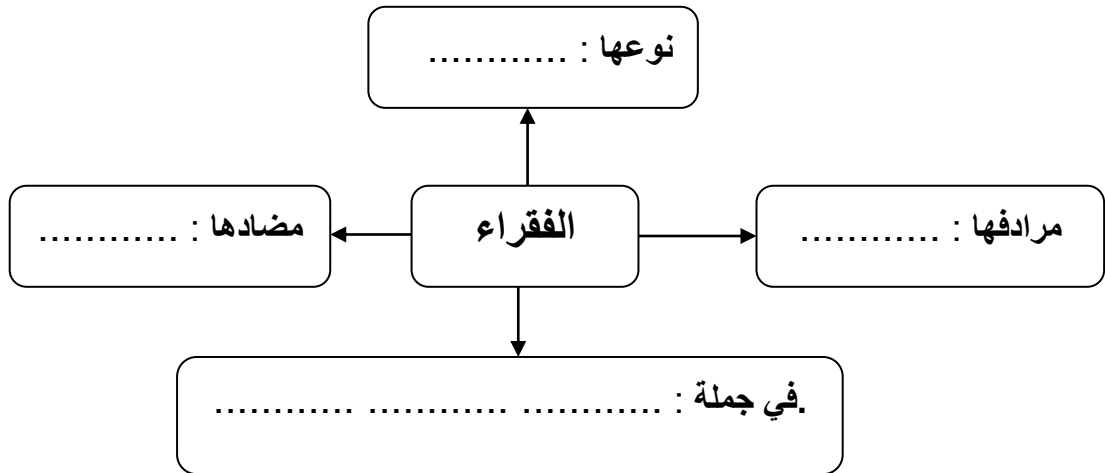 نوعها : ............
مرادفها : ............
الفقراء
مضادها : ............
في جملة : ............ ............ ............ .